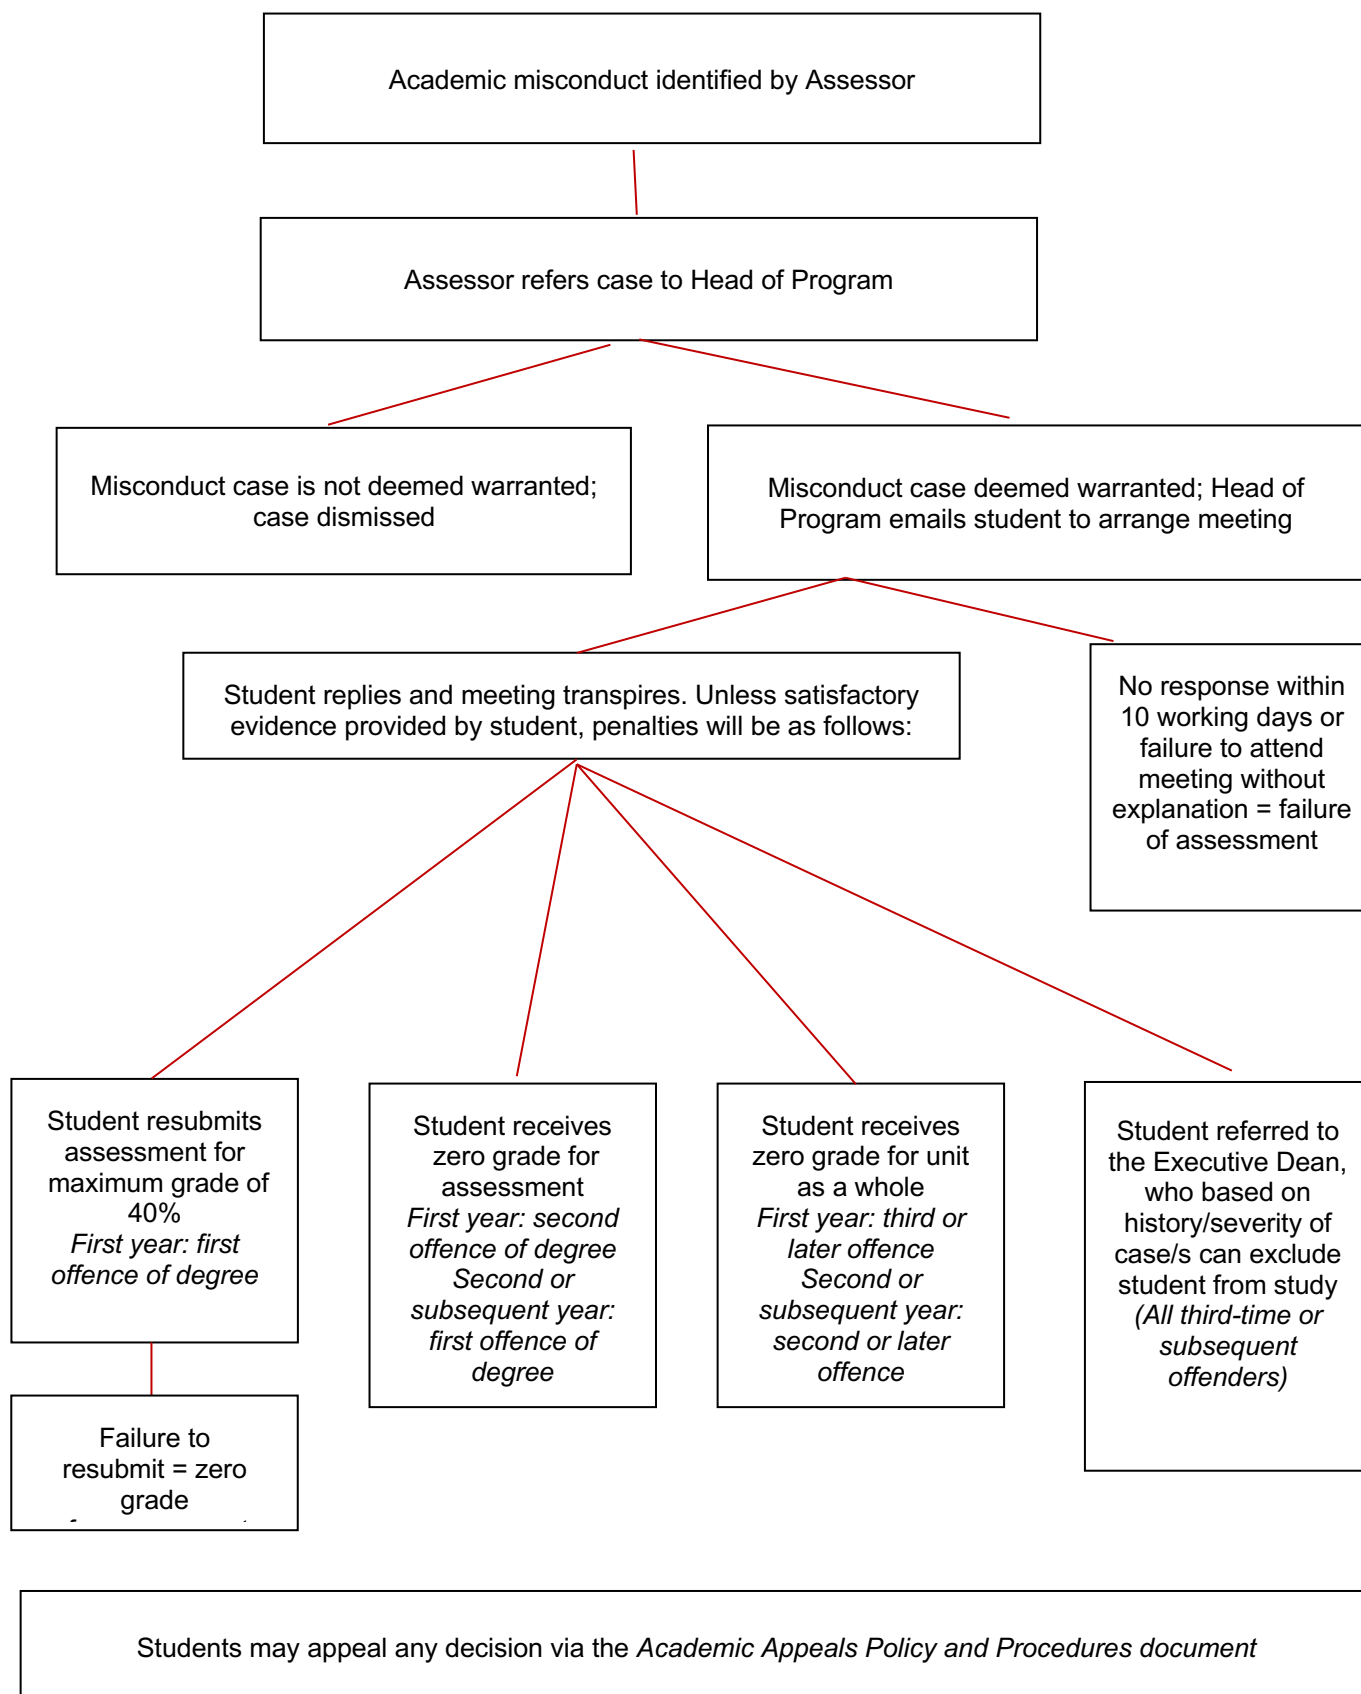 Academic misconduct identified by Assessor
Assessor refers case to Head of Program
Misconduct case is not deemed warranted;
case dismissed
Misconduct case deemed warranted; Head of
Program emails student to arrange meeting
Student replies and meeting transpires. Unless satisfactory
evidence provided by student, penalties will be as follows:
No response within
10 working days or
failure to attend
meeting without
explanation = failure
of assessment
Student resubmits
assessment for
maximum grade of
40%
First year: first
offence of degree
Student receives
zero grade for
assessment
First year: second
offence of degree
Second or
subsequent year:
first offence of
degree
Student receives
zero grade for unit
as a whole
First year: third or
later offence
Second or
subsequent year:
second or later
offence
Student referred to
the Executive Dean,
who based on
history/severity of
case/s can exclude
student from study
(All third-time or
subsequent
offenders)
Failure to
resubmit = zero
grade
Students may appeal any decision via the Academic Appeals Policy and Procedures document